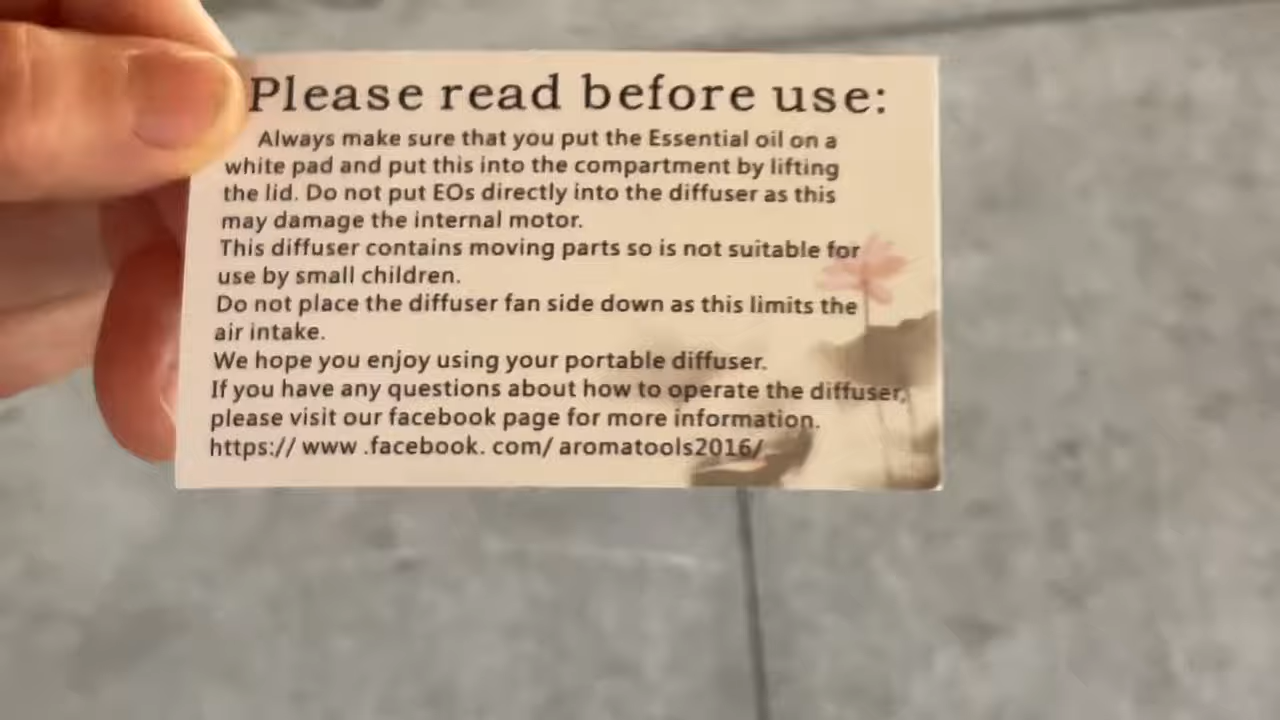 Please read before use:
Always make sure that you put the Essential oil on a
white pad and put this into the compartment by lifting
the lid. Do not put EOs directly into the diffuser as this
may damage the internal motor.
This diffuser contains moving parts so is not suitable for
use by small children.
Do not place the diffuser fan side down as this limits the
air intake.
We hope you enjoy using your portable diffuser.
If you have any questions about how to operate the diffuser,
please visit our facebook page for more information.
https:// www .facebook. com/ aromatools2016/